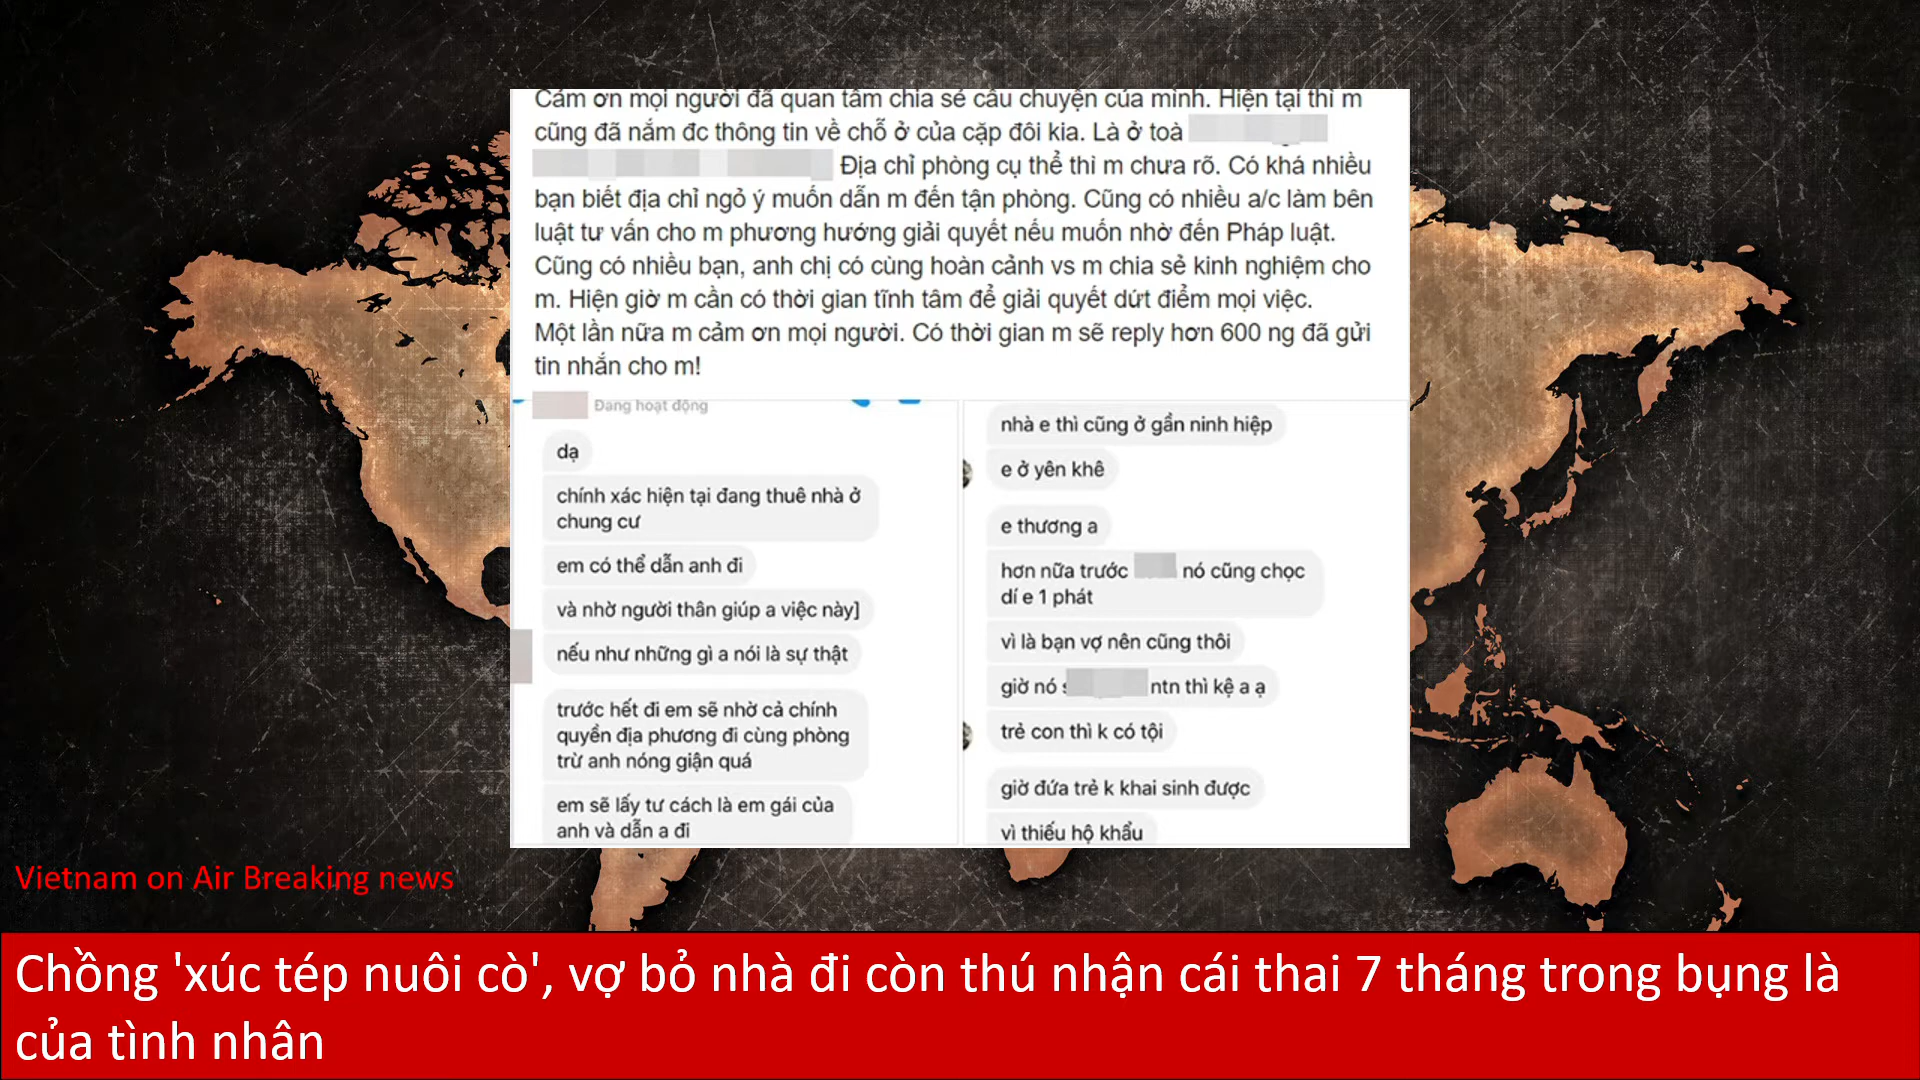 Cám ơn mọi người đã quan tâm chia sẻ câu chuyện của mình. Hiện tại thì m
cũng đã nắm đc thông tin về chỗ ở của cặp đôi kia. Là ở toà
Địa chỉ phòng cụ thể thì m chưa rõ. Có khá nhiều
bạn biết địa chỉ ngỏ ý muốn dẫn m đến tận phòng. Cũng có nhiều a/c làm bên
luật tư vấn cho m phương hướng giải quyết nếu muốn nhờ đến Pháp luật.
Cũng có nhiều bạn, anh chị có cùng hoàn cảnh vs m chia sẻ kinh nghiệm cho
m. Hiện giờ m cần có thời gian tĩnh tâm để giải quyết dứt điểm mọi việc.
Một lần nữa m cảm ơn mọi người. Có thời gian m sẽ reply hơn 600 ng đã gửi
tin nhắn cho m!
Đang hoạt động
dạ
chính xác hiện tại đang thuê nhà ở
chung cư
em có thể dẫn anh đi
và nhờ người thân giúp a việc này]
nếu như những gì a nói là sự thật
trước hết đi em sẽ nhờ cả chính
quyền địa phương đi cùng phòng
trừ anh nóng giận quá
em sẽ lấy tư cách là em gái của
anh và dẫn a đi
nhà e thì cũng ở gần ninh hiệp
e ở yên khê
e thương a
hơn nữa trước nó cũng chọc
dí e 1 phát
vì là bạn vợ nên cũng thôi
giờ nó ntn thì kệ a ạ
trẻ con thì k có tội
giờ đứa trẻ k khai sinh được
vì thiếu hộ khẩu
Vietnam on Air Breaking news
Chồng 'xúc tép nuôi cò', vợ bỏ nhà đi còn thú nhận cái thai 7 tháng trong bụng là
của tình nhân